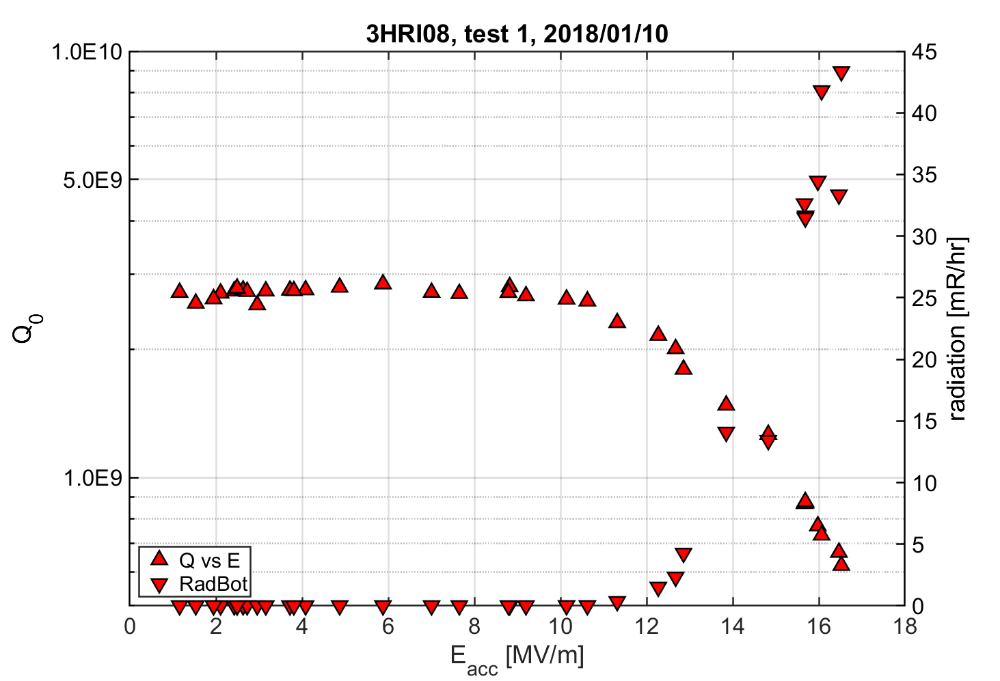 3HRI08, test 1, 2018/01/10
1.0E10
5.0E9
1.0E9
Q0
45
40
35
30
25
20
15
10
5
0
radiation [mR/hr]
Q vs E
RadBot
0 2 4 6 8 10 12 14 16 18
Eacc [MV/m]